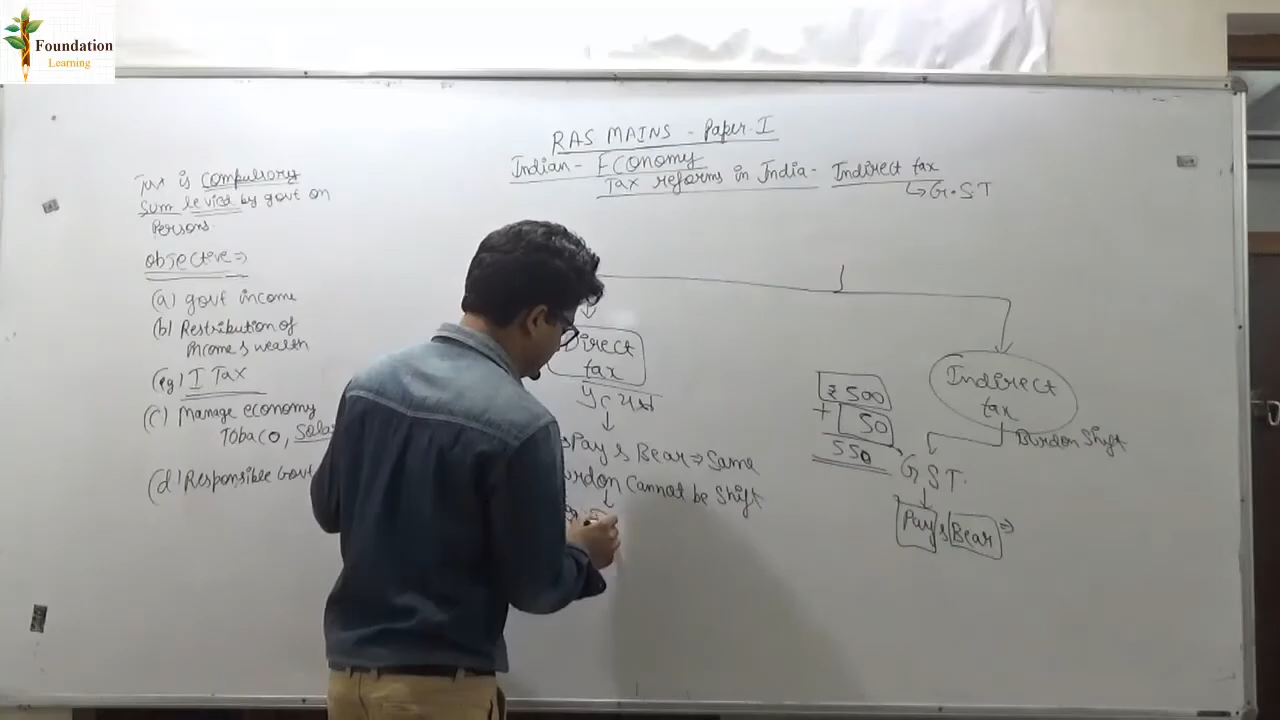 Foundation
Learning
RAS MAINS - Paper-I
Indian - Economy
Tax reforms in India - Indirect tax
↳ G.S.T
Tax is compulsory
Sum levied by govt on
Persons.
Objective ⇒
(a) govt income
(b) Restribution of
income & wealth
(eg) I Tax
(c) Manage economy
Tobaco,
(d) Responsible Govt
Direct
tax
Pay & Bear ⇒ Same
Cannot be Shift
₹500
+ 50
550
Indirect
tax
Burdon Shift
GST.
Pay & Bear ⇒